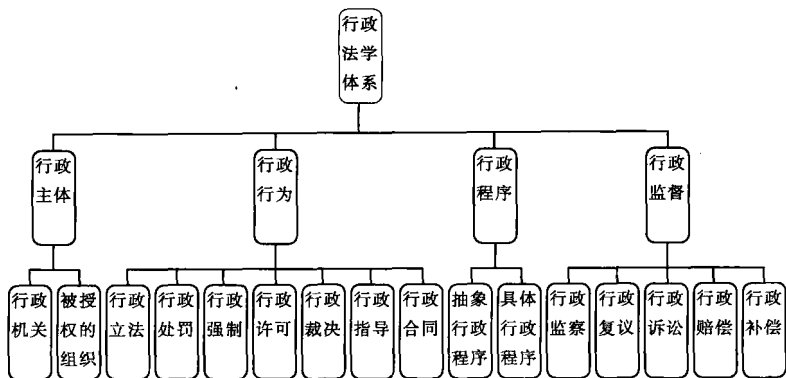 行政
法学
体系
行政
主体
行政
行为
行政
程序
行政
监督
行政
机关
被授
权的
组织
行政
立法
行政
处罚
行政
强制
行政
许可
行政
裁决
行政
指导
行政
合同
抽象
行政
程序
具体
行政
程序
行政
监察
行政
复议
行政
诉讼
行政
赔偿
行政
补偿